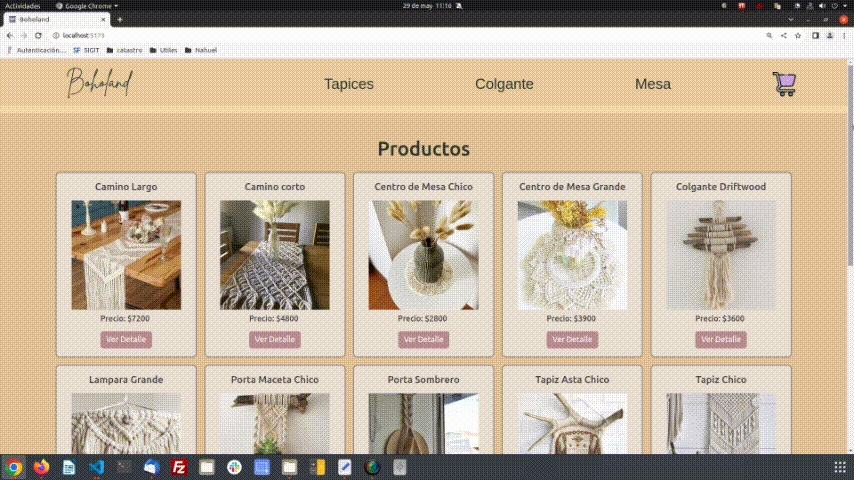 Actividades
Google Chrome
29 de may 11:16
Boholand
localhost:5173
Autenticación...
SIGIT
catastro
Utiles
Nahuel
Boholand
Tapices
Colgante
Mesa
Productos
Camino Largo
Camino corto
Centro de Mesa Chico
Centro de Mesa Grande
Colgante Driftwood
Precio: $7200
Precio: $4800
Precio: $2800
Precio: $3900
Precio: $3600
Ver Detalle
Ver Detalle
Ver Detalle
Ver Detalle
Ver Detalle
Lampara Grande
Porta Maceta Chico
Porta Sombrero
Tapiz Asta Chico
Tapiz Chico